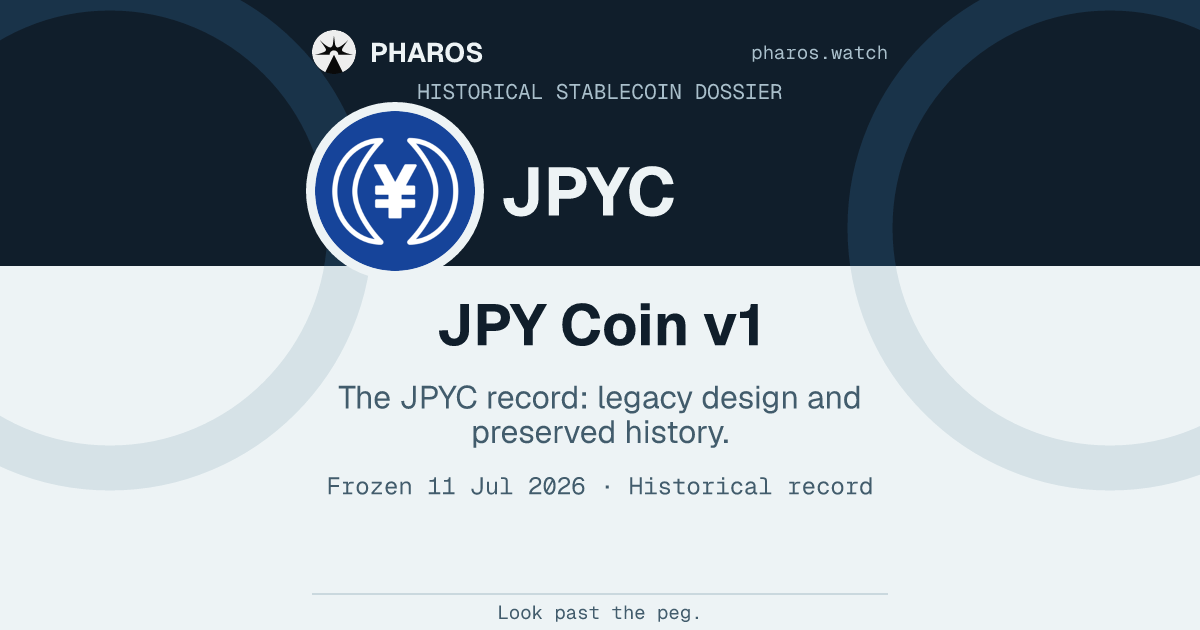 PHAROS
pharos.watch
HISTORICAL STABLECOIN DOSSIER
¥
JPYC
JPY Coin v1
The JPYC record: legacy design and
preserved history.
Frozen 11 Jul 2026 · Historical record
Look past the peg.